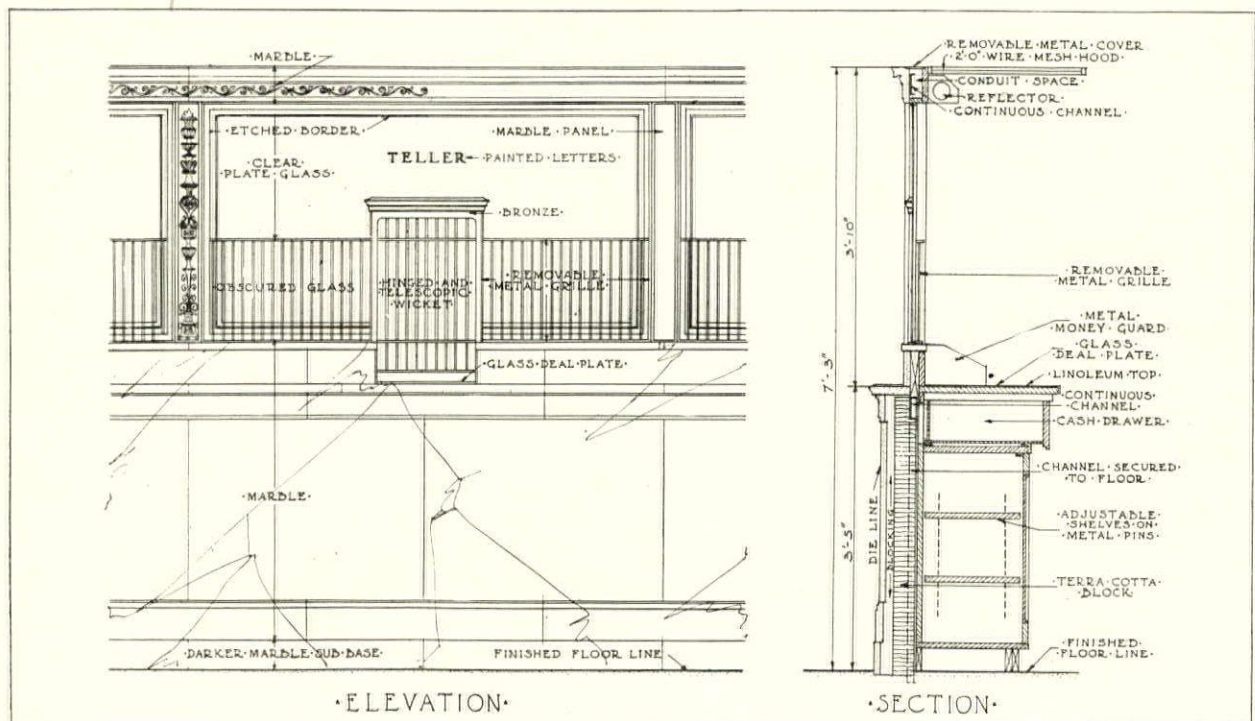 ·MARBLE·
·ETCHED·BORDER·
·MARBLE·PANEL·
TELLER
·PAINTED·LETTERS·
·CLEAR·
·PLATE·GLASS·
·BRONZE·
·OBSCURED GLASS·
·HINGED·AND·
·TELESCOPIC·
·WICKET·
·REMOVABLE·
·METAL·GRILLE·
·GLASS·DEAL·PLATE·
·MARBLE·
·DARKER·MARBLE·SUB·BASE·
FINISHED FLOOR LINE
·ELEVATION·
·REMOVABLE·METAL·COVER
·2'·0"·WIRE·MESH·HOOD·
·CONDUIT·SPACE·
·REFLECTOR·
·CONTINUOUS·CHANNEL·
3'·10"
7'·3"
·REMOVABLE·
·METAL·GRILLE
·METAL·
·MONEY·GUARD·
·GLASS·
·DEAL·PLATE·
·LINOLEUM·TOP·
·CONTINUOUS·
·CHANNEL·
·CASH·DRAWER·
·CHANNEL·SECURED·
·TO·FLOOR·
3'·5"
DIE LINE
BLOCKING
·ADJUSTABLE·
·SHELVES·ON·
·METAL·PINS·
·TERRA·COTTA·
·BLOCK·
·FINISHED·
·FLOOR·LINE·
·SECTION·